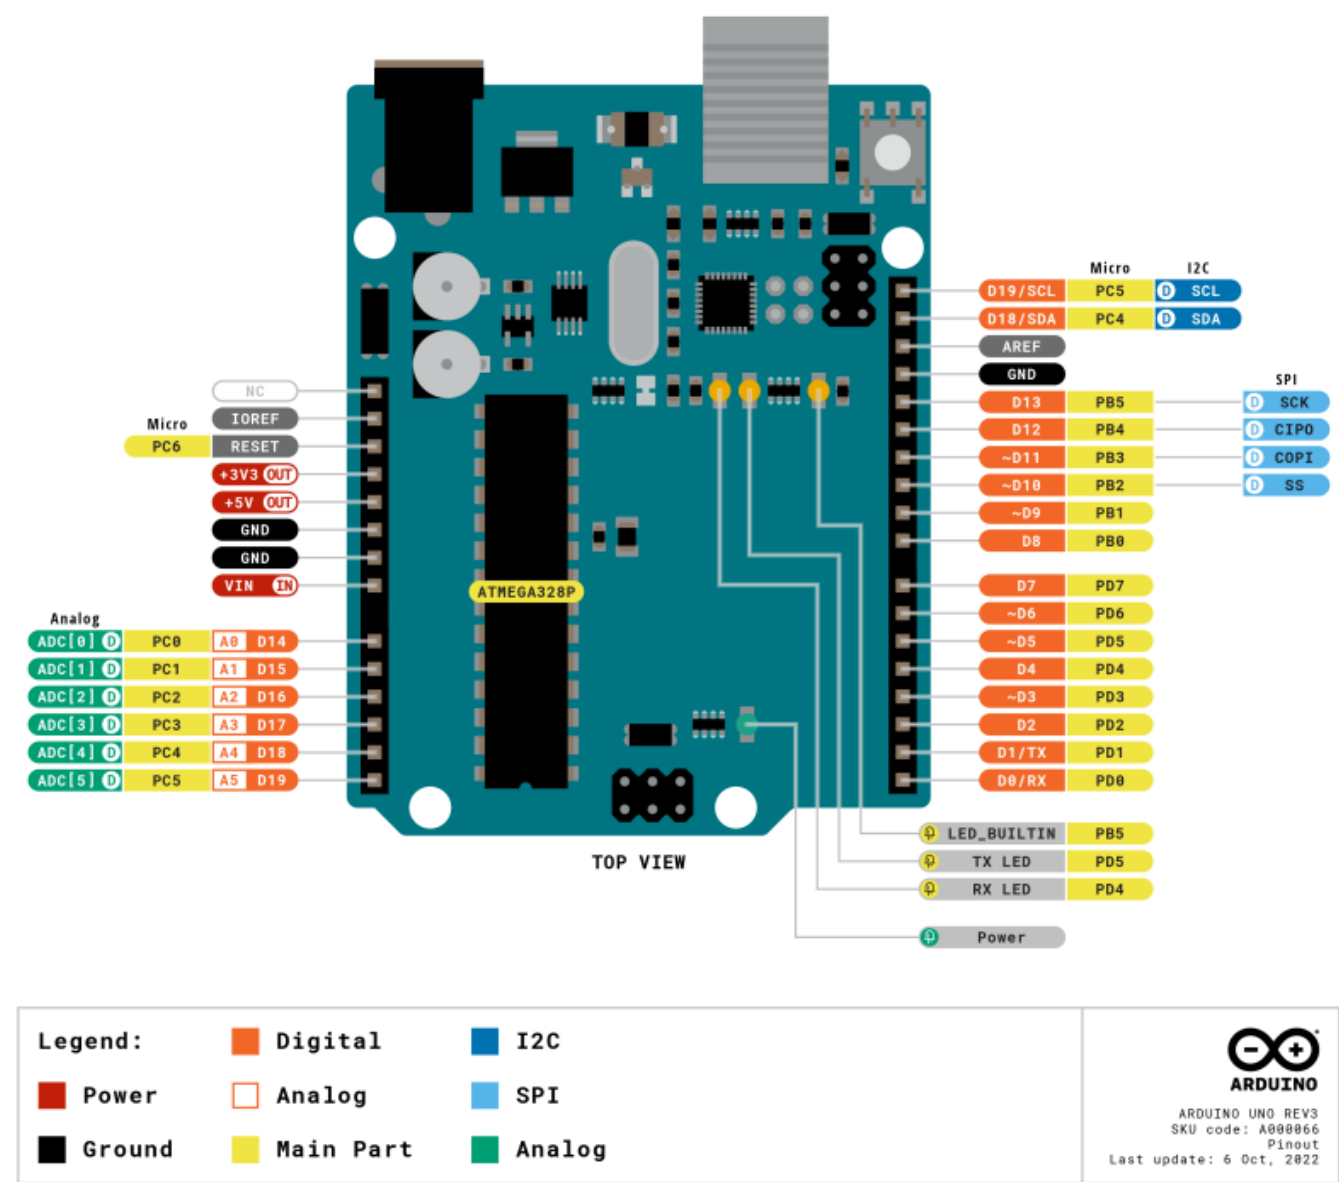 Micro I2C
D19/SCL PC5 D SCL
D18/SDA PC4 D SDA
AREF
GND
SPI
D13 PB5 D SCK
D12 PB4 D CIPO
~D11 PB3 D COPI
~D10 PB2 D SS
~D9 PB1
D8 PB0
D7 PD7
~D6 PD6
~D5 PD5
D4 PD4
~D3 PD3
D2 PD2
D1/TX PD1
D0/RX PD0
NC
IOREF
Micro
PC6 RESET
+3V3 OUT
+5V OUT
GND
GND
VIN IN
Analog
ADC[0] D PC0 A0 D14
ADC[1] D PC1 A1 D15
ADC[2] D PC2 A2 D16
ADC[3] D PC3 A3 D17
ADC[4] D PC4 A4 D18
ADC[5] D PC5 A5 D19
ATMEGA328P
LED_BUILTIN PB5
TX LED PD5
RX LED PD4
Power
TOP VIEW
Legend:
Power
Ground
Digital
Analog
Main Part
I2C
SPI
Analog
ARDUINO
ARDUINO UNO REV3
SKU code: A000066
Pinout
Last update: 6 Oct, 2022